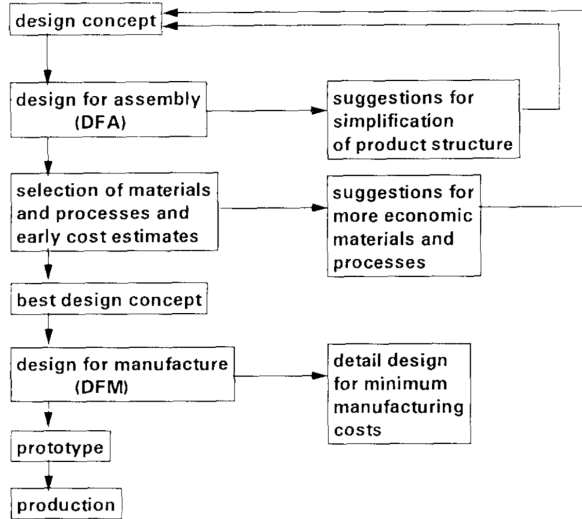 design concept
design for assembly
(DFA)
suggestions for
simplification
of product structure
selection of materials
and processes and
early cost estimates
suggestions for
more economic
materials and
processes
best design concept
design for manufacture
(DFM)
detail design
for minimum
manufacturing
costs
prototype
production